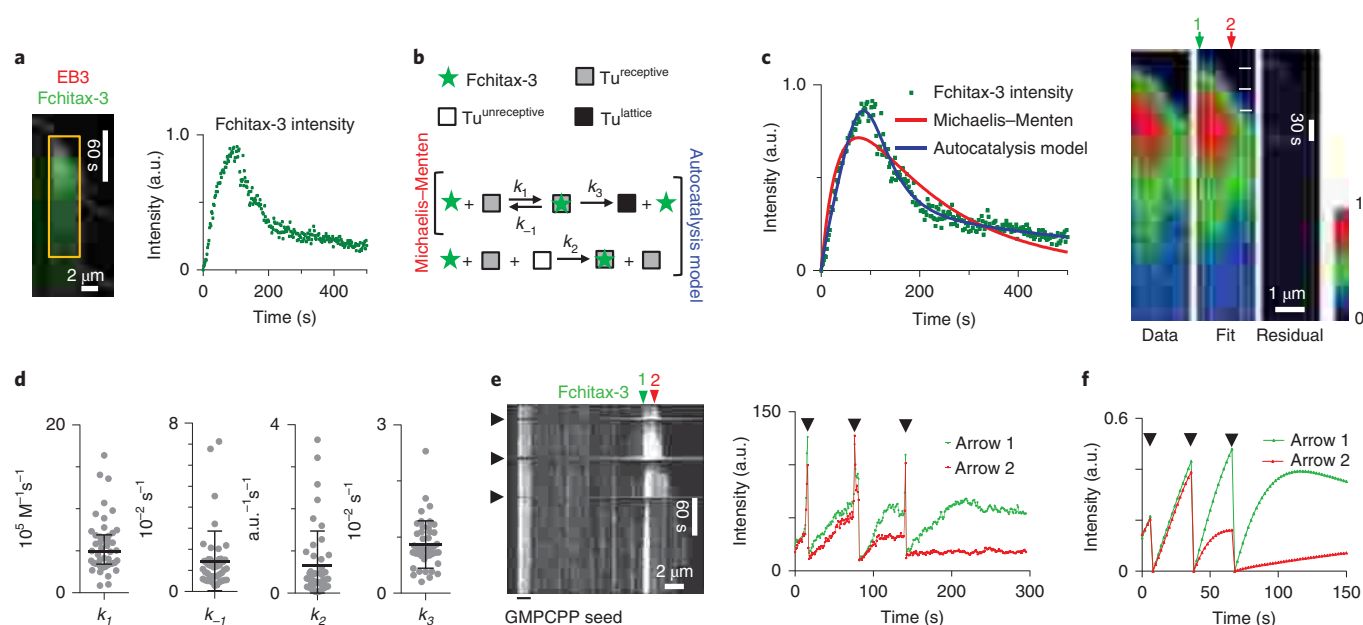 a
EB3
Fchitax-3
60 s
2 μm
Fchitax-3 intensity
Intensity (a.u.)
1.0
0
0 200 400
Time (s)
b
Fchitax-3
Tu^receptive
Tu^unreceptive
Tu^lattice
Michaelis–Menten
k1
k–1
k3
+ +
k2
+ + +
Autocatalysis model
c
Intensity (a.u.)
1.0
0
0 200 400
Time (s)
Fchitax-3 intensity
Michaelis–Menten
Autocatalysis model
1 2
30 s
1 μm
Data Fit Residual
1
0
d
10^5 M^–1 s^–1
20
0
k1
10^–2 s^–1
8
0
k–1
a.u.^–1 s^–1
4
0
k2
10^–2 s^–1
3
0
k3
e
Fchitax-3
1 2
60 s
2 μm
GMPCPP seed
Intensity (a.u.)
150
0
0 100 200 300
Time (s)
Arrow 1
Arrow 2
f
Intensity (a.u.)
0.6
0
0 50 100 150
Time (s)
Arrow 1
Arrow 2